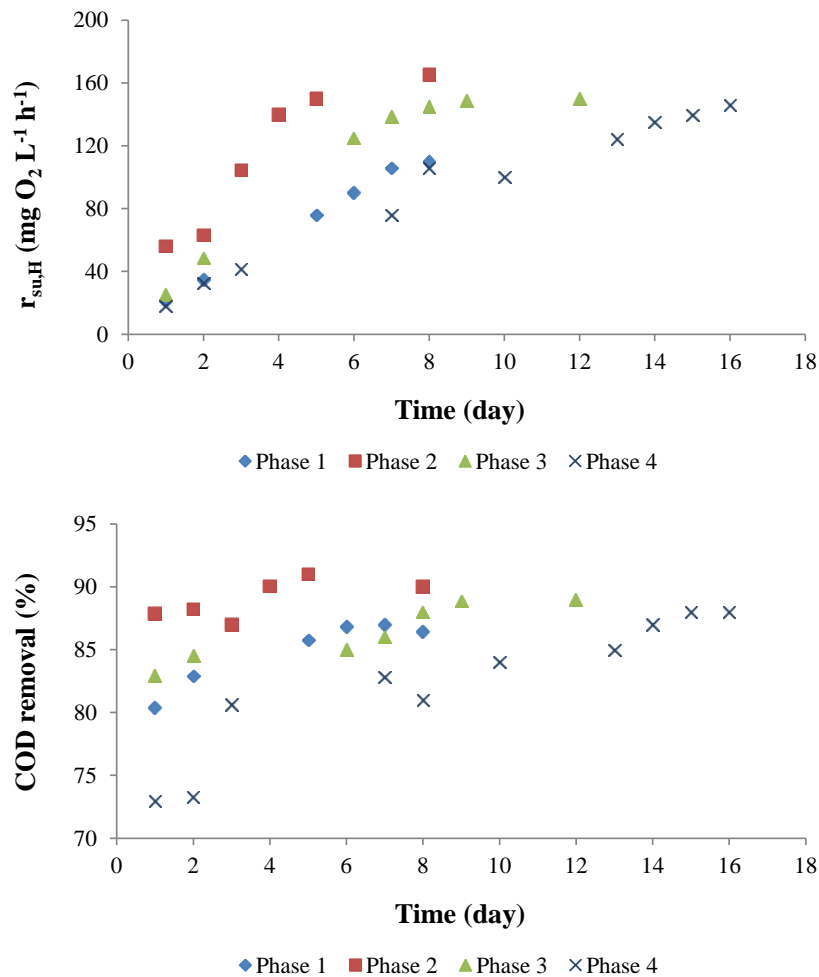 200
160
120
80
40
0
r_su,H (mg O₂ L⁻¹ h⁻¹)
0 2 4 6 8 10 12 14 16 18
Time (day)
Phase 1 Phase 2 Phase 3 Phase 4
95
90
85
80
75
70
COD removal (%)
0 2 4 6 8 10 12 14 16 18
Time (day)
Phase 1 Phase 2 Phase 3 Phase 4